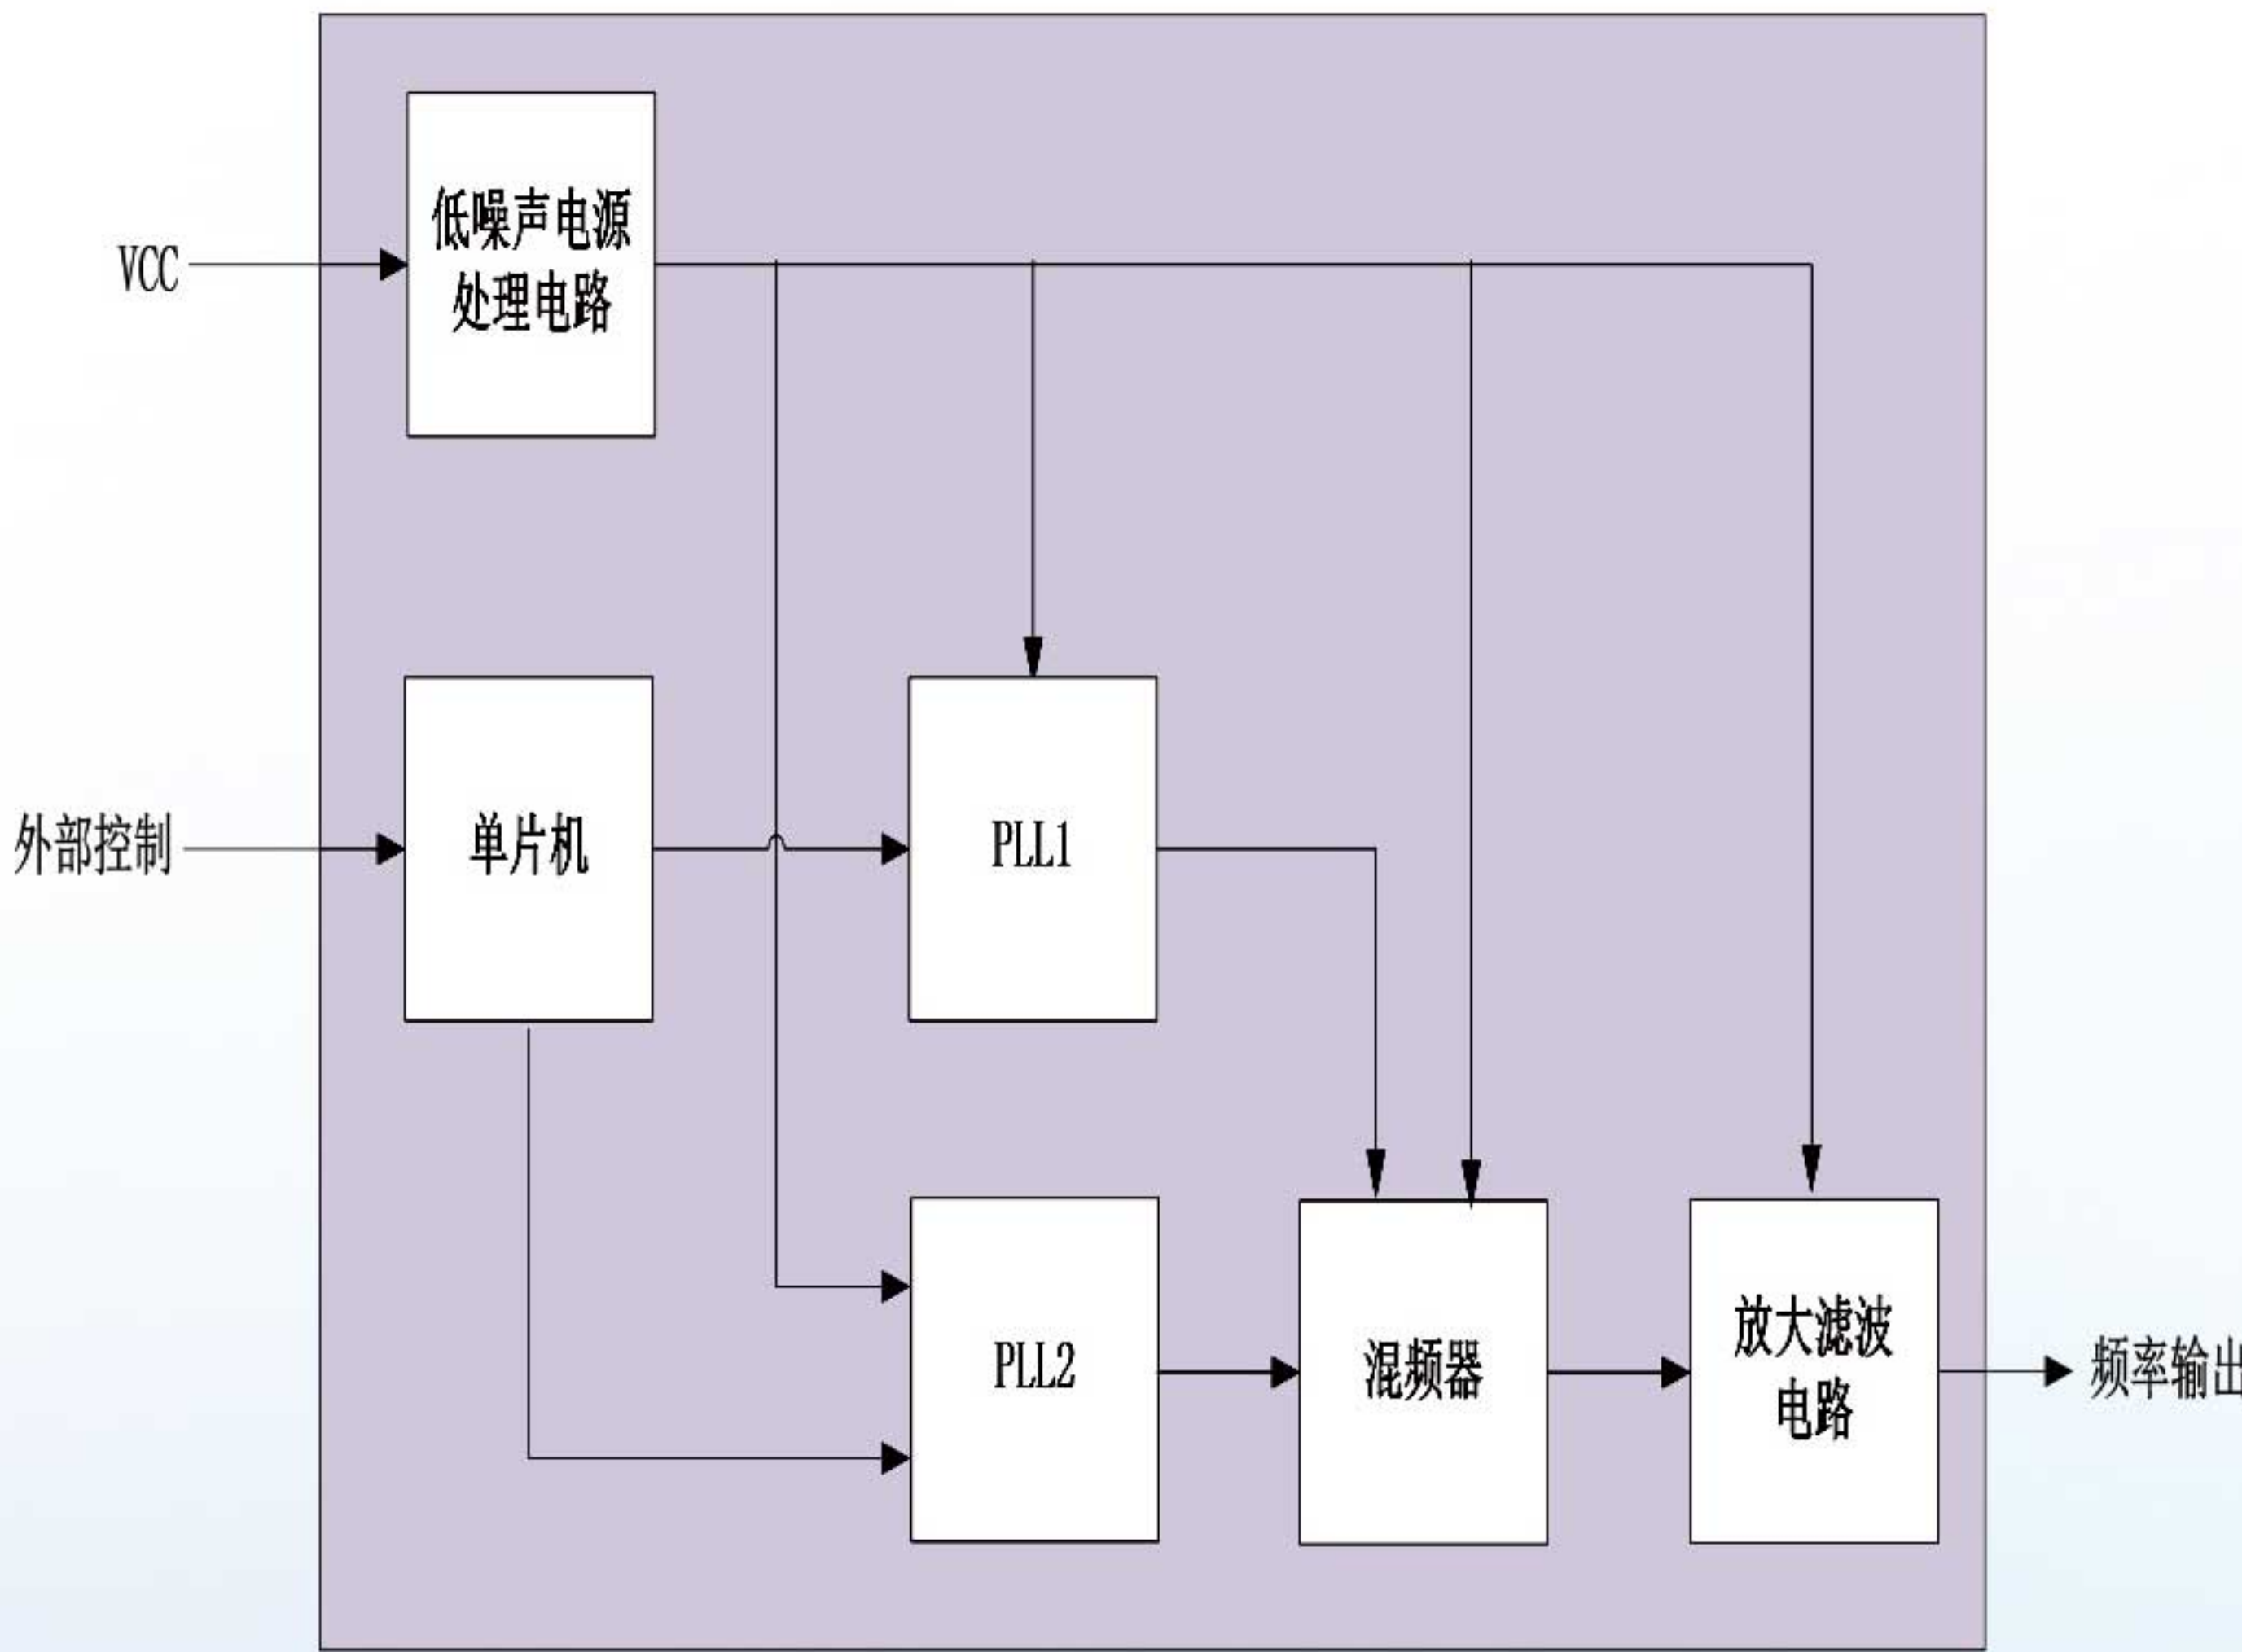 低噪声电源
处理电路
VCC
外部控制
单片机
PLL1
PLL2
混频器
放大滤波
电路
频率输出